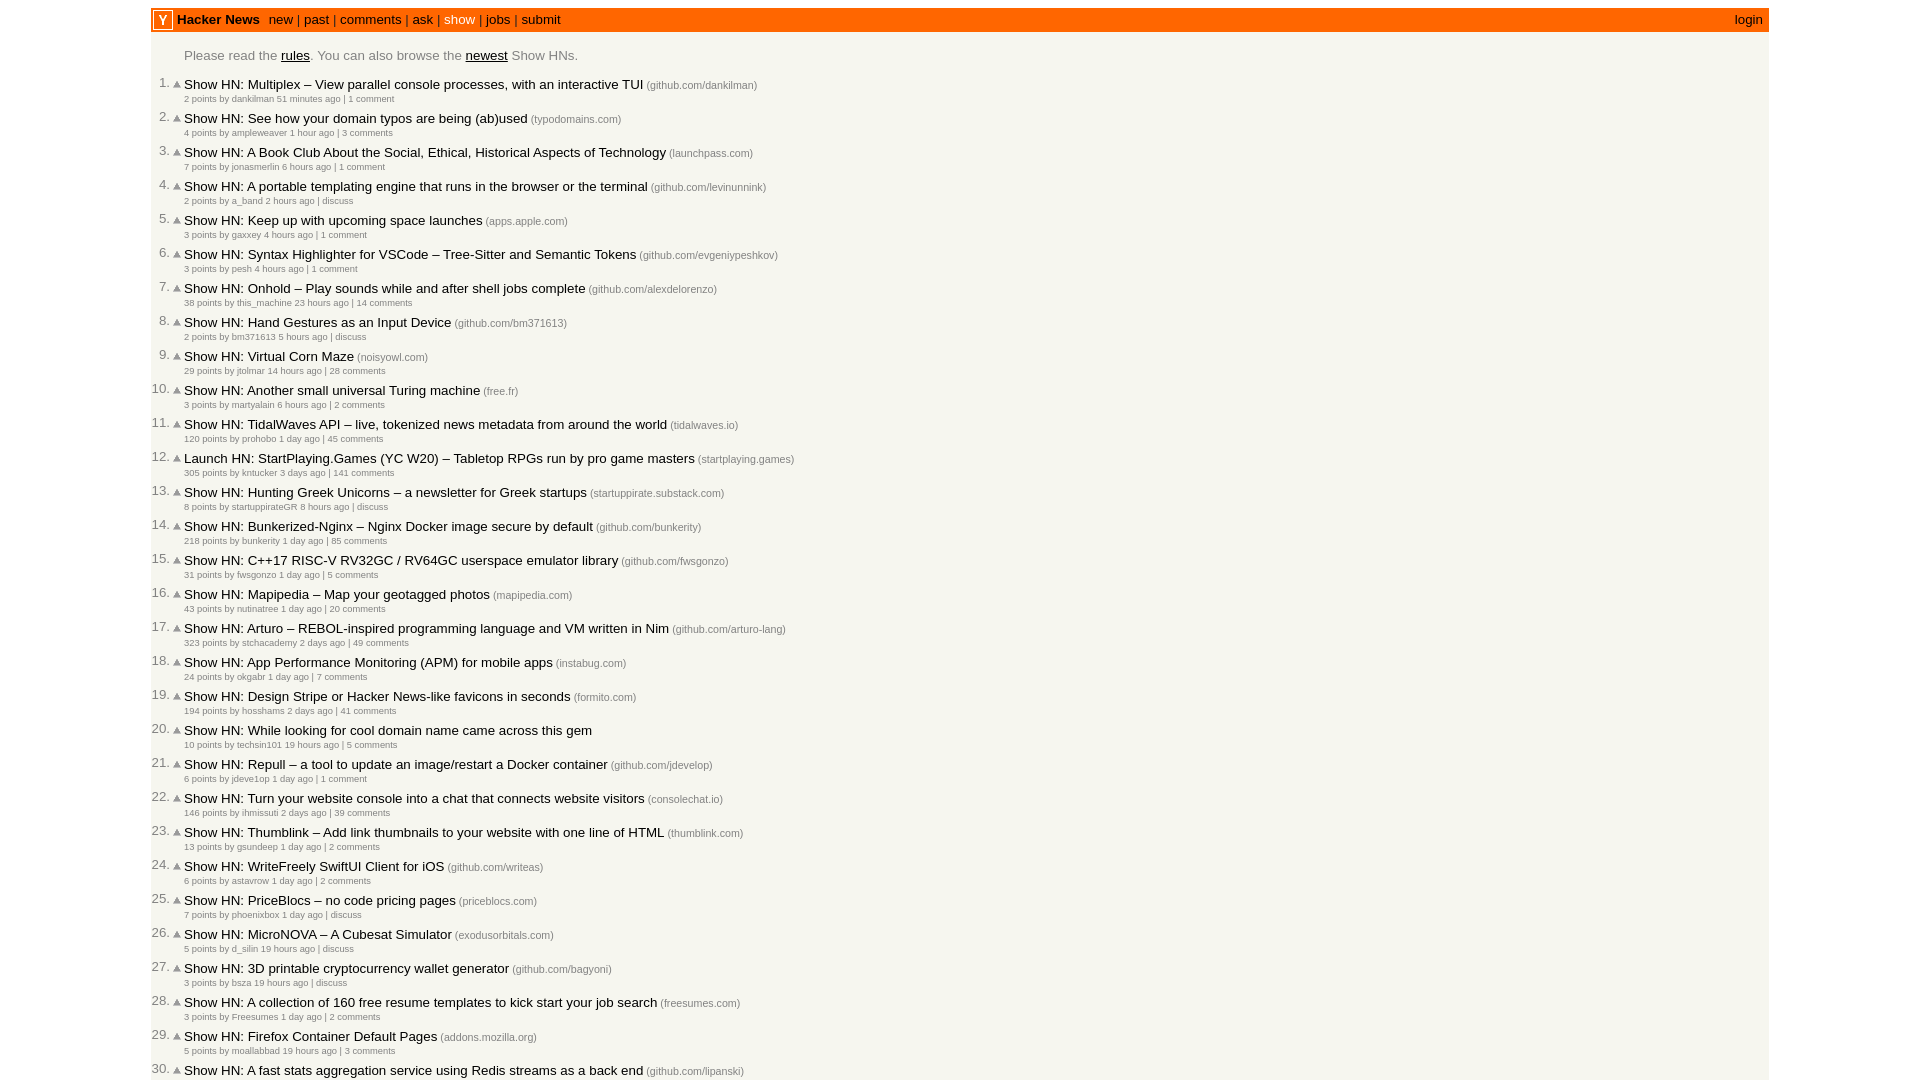 Y Hacker News new | past | comments | ask | show | jobs | submit login
Please read the rules. You can also browse the newest Show HNs.
1. Show HN: Multiplex – View parallel console processes, with an interactive TUI (github.com/dankilman)
2 points by dankilman 51 minutes ago | 1 comment
2. Show HN: See how your domain typos are being (ab)used (typodomains.com)
4 points by ampleweaver 1 hour ago | 3 comments
3. Show HN: A Book Club About the Social, Ethical, Historical Aspects of Technology (launchpass.com)
7 points by jonasmerlin 6 hours ago | 1 comment
4. Show HN: A portable templating engine that runs in the browser or the terminal (github.com/levinunnink)
2 points by a_band 2 hours ago | discuss
5. Show HN: Keep up with upcoming space launches (apps.apple.com)
3 points by gaxxey 4 hours ago | 1 comment
6. Show HN: Syntax Highlighter for VSCode – Tree-Sitter and Semantic Tokens (github.com/evgeniypeshkov)
3 points by pesh 4 hours ago | 1 comment
7. Show HN: Onhold – Play sounds while and after shell jobs complete (github.com/alexdelorenzo)
38 points by this_machine 23 hours ago | 14 comments
8. Show HN: Hand Gestures as an Input Device (github.com/bm371613)
2 points by bm371613 5 hours ago | discuss
9. Show HN: Virtual Corn Maze (noisyowl.com)
29 points by jtolmar 14 hours ago | 28 comments
10. Show HN: Another small universal Turing machine (free.fr)
3 points by martyalain 6 hours ago | 2 comments
11. Show HN: TidalWaves API – live, tokenized news metadata from around the world (tidalwaves.io)
120 points by prohobo 1 day ago | 45 comments
12. Launch HN: StartPlaying.Games (YC W20) – Tabletop RPGs run by pro game masters (startplaying.games)
305 points by kntucker 3 days ago | 141 comments
13. Show HN: Hunting Greek Unicorns – a newsletter for Greek startups (startuppirate.substack.com)
8 points by startuppirateGR 8 hours ago | discuss
14. Show HN: Bunkerized-Nginx – Nginx Docker image secure by default (github.com/bunkerity)
218 points by bunkerity 1 day ago | 85 comments
15. Show HN: C++17 RISC-V RV32GC / RV64GC userspace emulator library (github.com/fwsgonzo)
31 points by fwsgonzo 1 day ago | 5 comments
16. Show HN: Mapipedia – Map your geotagged photos (mapipedia.com)
43 points by nutinatree 1 day ago | 20 comments
17. Show HN: Arturo – REBOL-inspired programming language and VM written in Nim (github.com/arturo-lang)
323 points by stchacademy 2 days ago | 49 comments
18. Show HN: App Performance Monitoring (APM) for mobile apps (instabug.com)
24 points by okgabr 1 day ago | 7 comments
19. Show HN: Design Stripe or Hacker News-like favicons in seconds (formito.com)
194 points by hosshams 2 days ago | 41 comments
20. Show HN: While looking for cool domain name came across this gem
10 points by techsin101 19 hours ago | 5 comments
21. Show HN: Repull – a tool to update an image/restart a Docker container (github.com/jdevelop)
6 points by jdeve1op 1 day ago | 1 comment
22. Show HN: Turn your website console into a chat that connects website visitors (consolechat.io)
146 points by ihmissuti 2 days ago | 39 comments
23. Show HN: Thumblink – Add link thumbnails to your website with one line of HTML (thumblink.com)
13 points by gsundeep 1 day ago | 2 comments
24. Show HN: WriteFreely SwiftUI Client for iOS (github.com/writeas)
6 points by astavrow 1 day ago | 2 comments
25. Show HN: PriceBlocs – no code pricing pages (priceblocs.com)
7 points by phoenixbox 1 day ago | discuss
26. Show HN: MicroNOVA – A Cubesat Simulator (exodusorbitals.com)
5 points by d_silin 19 hours ago | discuss
27. Show HN: 3D printable cryptocurrency wallet generator (github.com/bagyoni)
3 points by bsza 19 hours ago | discuss
28. Show HN: A collection of 160 free resume templates to kick start your job search (freesumes.com)
3 points by Freesumes 1 day ago | 2 comments
29. Show HN: Firefox Container Default Pages (addons.mozilla.org)
5 points by moallabbad 19 hours ago | 3 comments
30. Show HN: A fast stats aggregation service using Redis streams as a back end (github.com/lipanski)